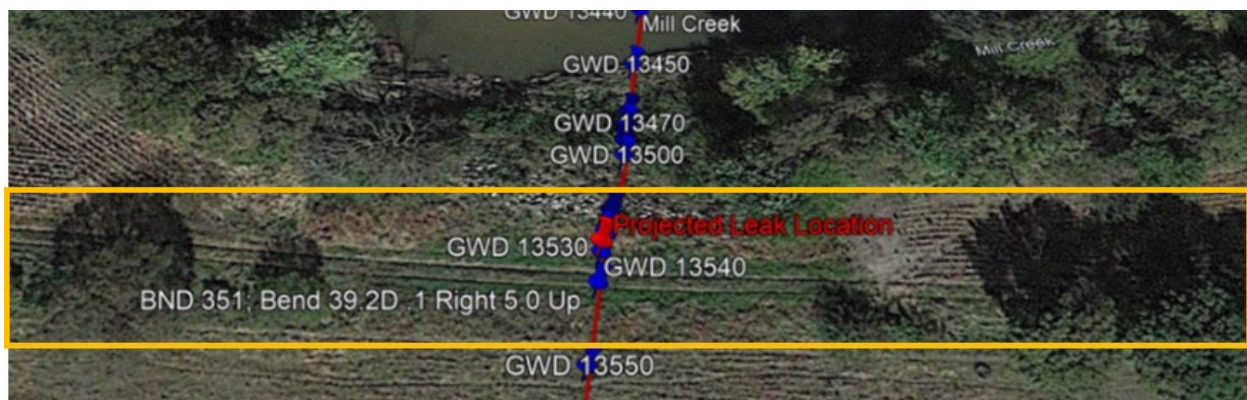 GWD 13440
Mill Creek
Mill Creek
GWD 13450
GWD 13470
GWD 13500
Projected Leak Location
GWD 13530
GWD 13540
BND 351; Bend 39.2D .1 Right 5.0 Up
GWD 13550